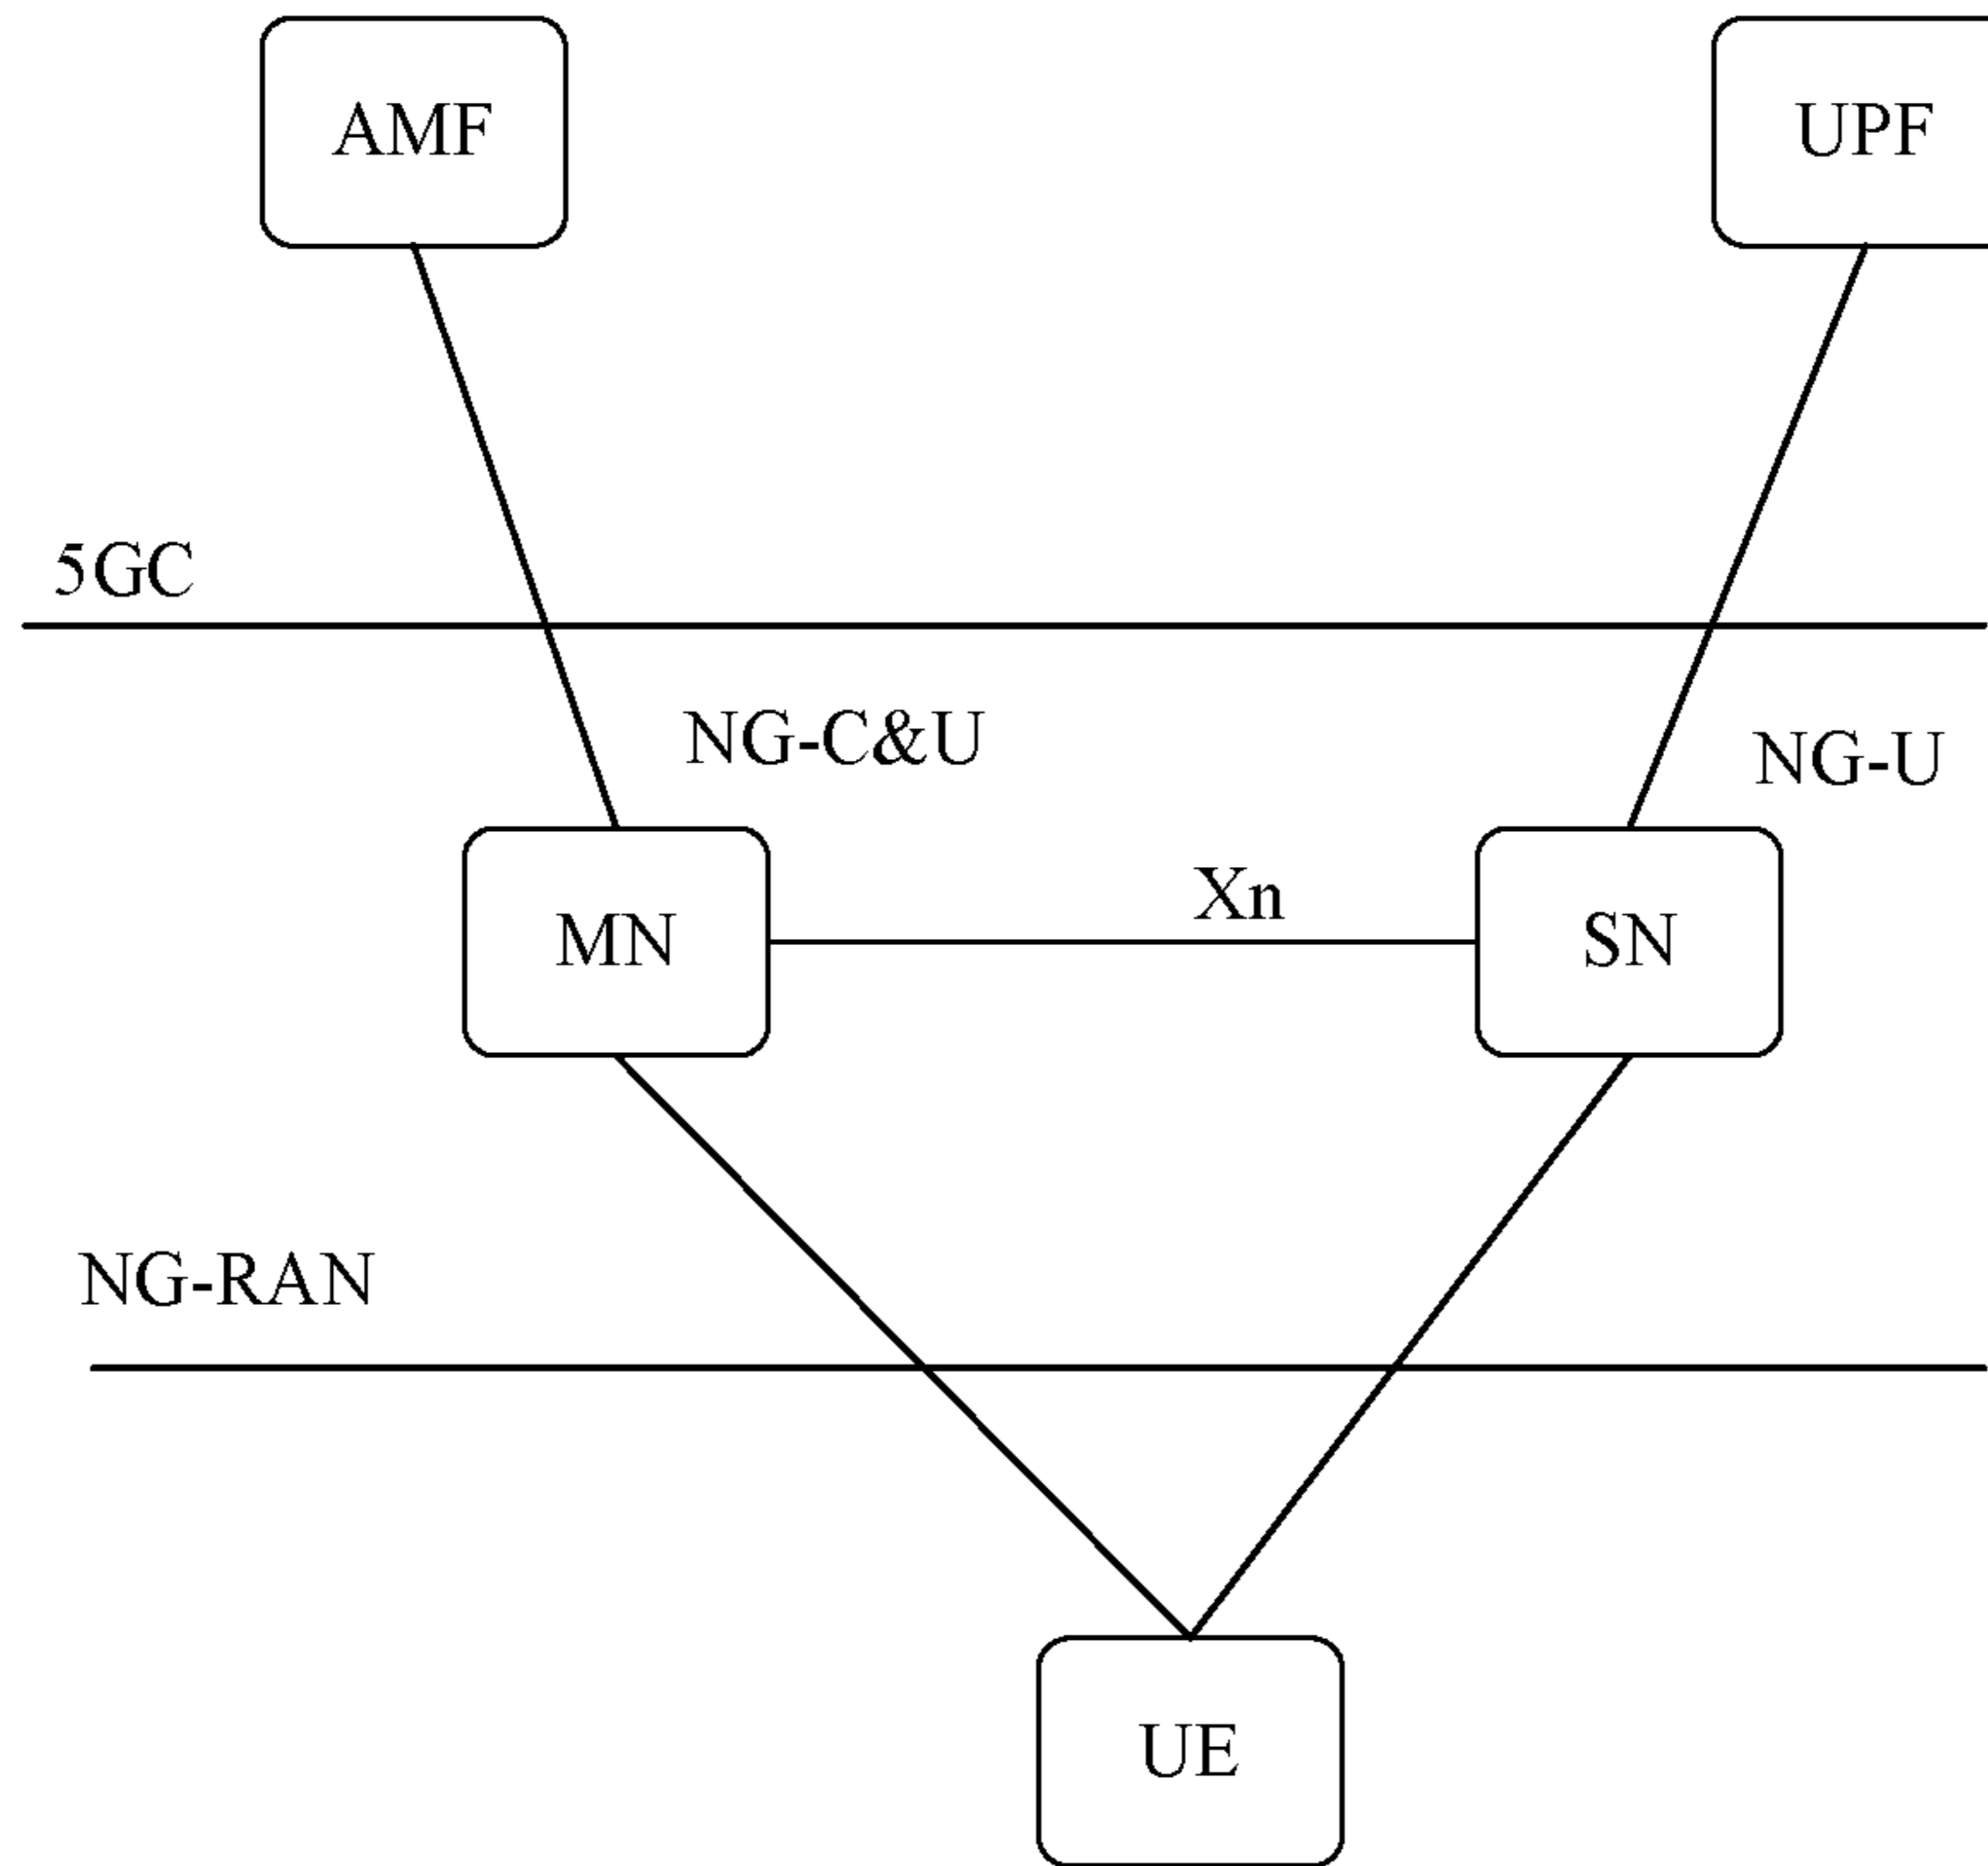 AMF
UPF
5GC
NG-C&U
NG-U
Xn
MN
SN
NG-RAN
UE